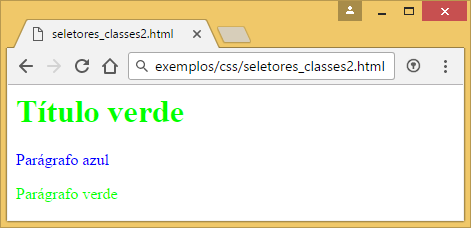 seletores_classes2.html
exemplos/css/seletores_classes2.html
Título verde
Parágrafo azul
Parágrafo verde